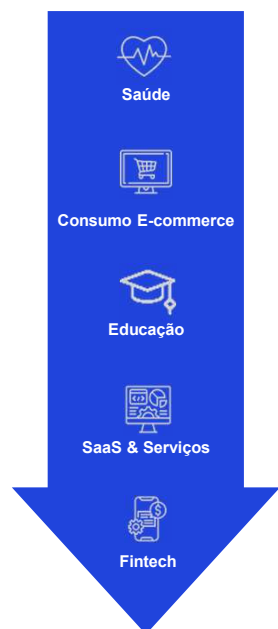 Saúde
Consumo E-commerce
Educação
SaaS & Serviços
Fintech